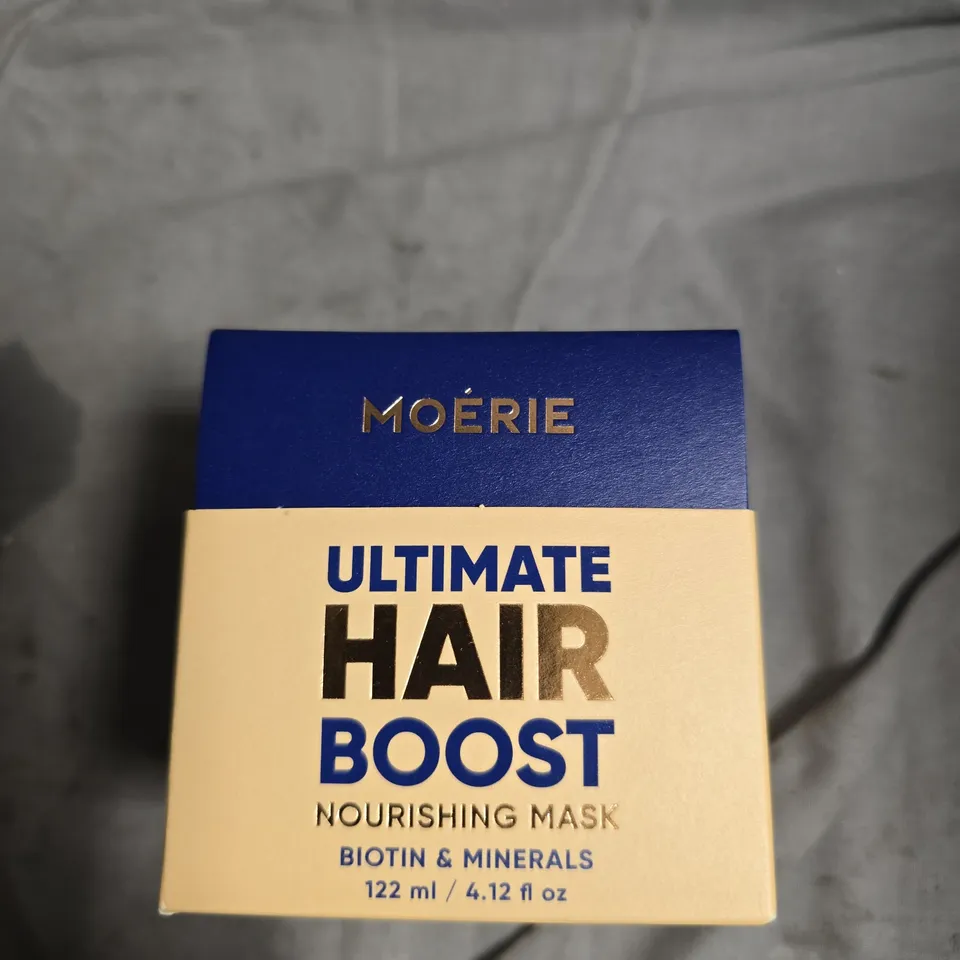 MOÉRIE
ULTIMATE
HAIR
BOOST
NOURISHING MASK
BIOTIN & MINERALS
122 ml / 4.12 fl oz